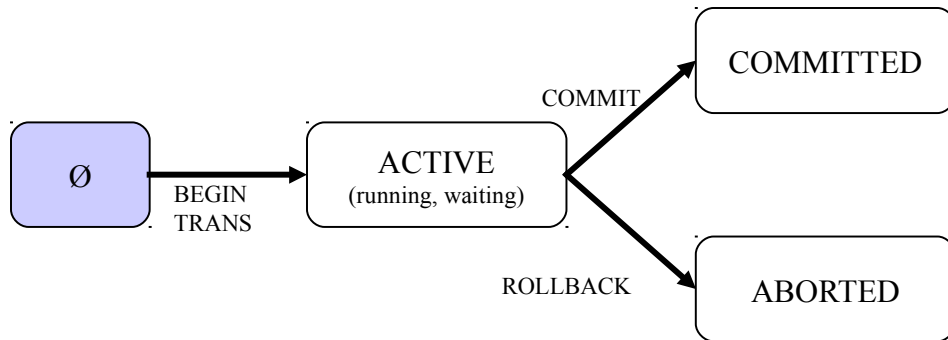 Ø
BEGIN
TRANS
ACTIVE
(running, waiting)
COMMIT
COMMITTED
ROLLBACK
ABORTED